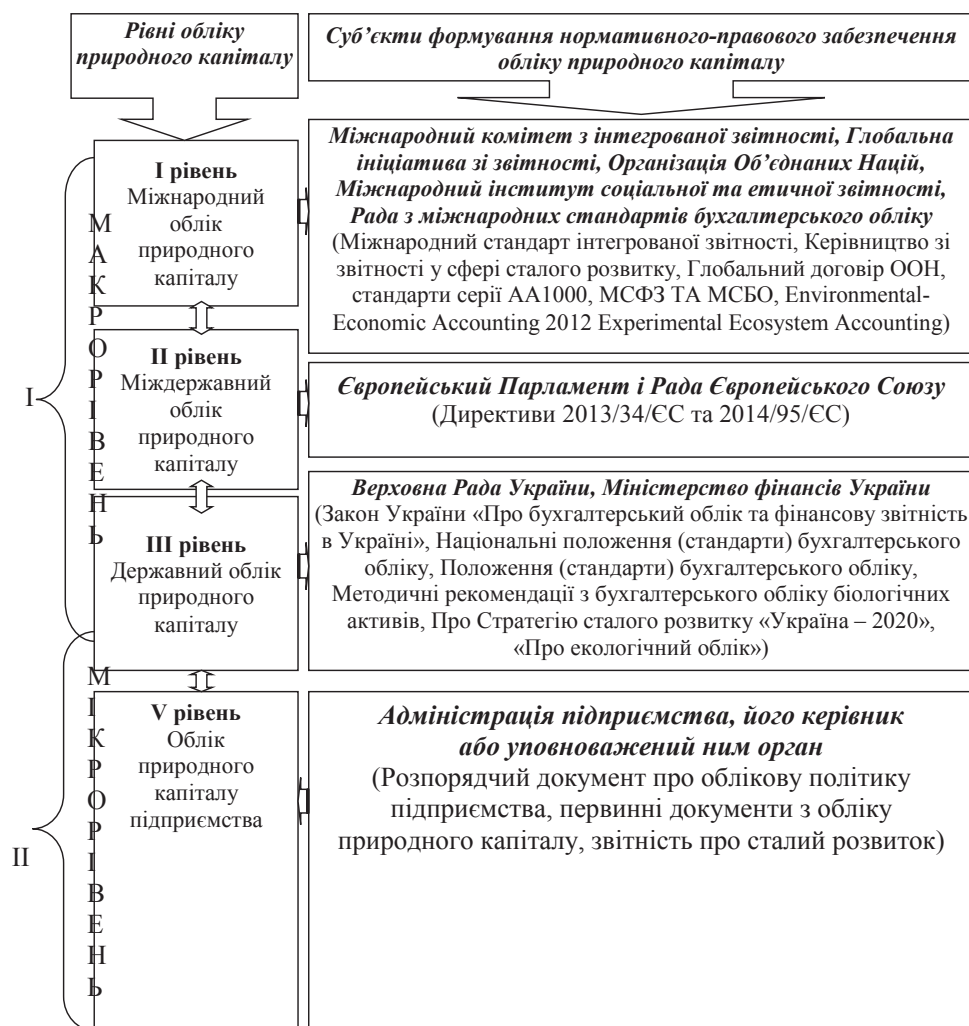 Рівні обліку
природного капіталу
Суб’єкти формування нормативного-правового забезпечення
обліку природного капіталу
I
МАКРОРІВЕНЬ
І рівень
Міжнародний
облік
природного
капіталу
Міжнародний комітет з інтегрованої звітності, Глобальна
ініціатива зі звітності, Організація Об’єднаних Націй,
Міжнародний інститут соціальної та етичної звітності,
Рада з міжнародних стандартів бухгалтерського обліку
(Міжнародний стандарт інтегрованої звітності, Керівництво зі
звітності у сфері сталого розвитку, Глобальний договір ООН,
стандарти серії АА1000, МСФЗ ТА МСБО, Environmental-
Economic Accounting 2012 Experimental Ecosystem Accounting)
ІІ рівень
Міждержавний
облік
природного
капіталу
Європейський Парламент і Рада Європейського Союзу
(Директиви 2013/34/ЄС та 2014/95/ЄС)
ІІІ рівень
Державний облік
природного
капіталу
Верховна Рада України, Міністерство фінансів України
(Закон України «Про бухгалтерський облік та фінансову звітність
в Україні», Національні положення (стандарти) бухгалтерського
обліку, Положення (стандарти) бухгалтерського обліку,
Методичні рекомендації з бухгалтерського обліку біологічних
активів, Про Стратегію сталого розвитку «Україна – 2020»,
«Про екологічний облік»)
II
МІКРОРІВЕНЬ
V рівень
Облік
природного
капіталу
підприємства
Адміністрація підприємства, його керівник
або уповноважений ним орган
(Розпорядчий документ про облікову політику
підприємства, первинні документи з обліку
природного капіталу, звітність про сталий розвиток)